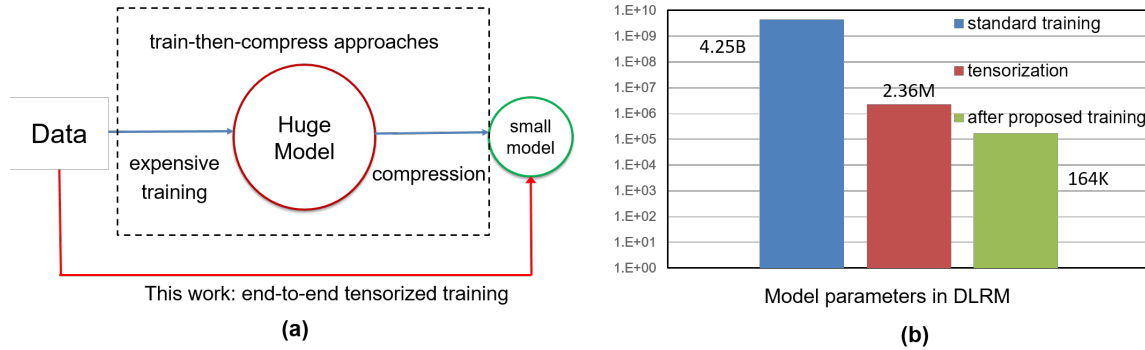 train-then-compress approaches
Data
Huge
Model
small
model
expensive
training
compression
This work: end-to-end tensorized training
(a)
1.E+10
1.E+09
1.E+08
1.E+07
1.E+06
1.E+05
1.E+04
1.E+03
1.E+02
1.E+01
1.E+00
4.25B
2.36M
164K
standard training
tensorization
after proposed training
Model parameters in DLRM
(b)